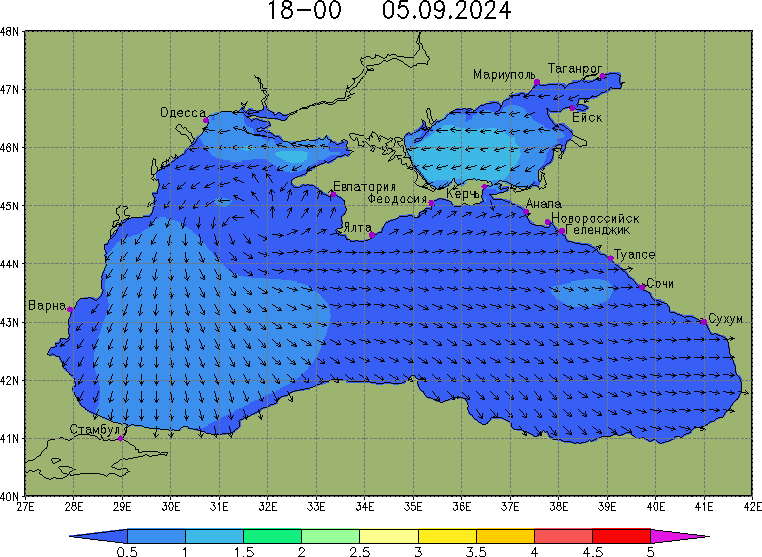 18-00 05.09.2024
48N
Мариуполь Таганрог
47N
Одесса Ейск
46N
Евпатория Керчь
Феодосия Анапа
45N
Новороссийск
Ялта Геленджик
44N
Туапсе
Сочи
Варна
43N
Сухум
42N
Стамбул
41N
40N
27E 28E 29E 30E 31E 32E 33E 34E 35E 36E 37E 38E 39E 40E 41E 42E
0.5 1 1.5 2 2.5 3 3.5 4 4.5 5